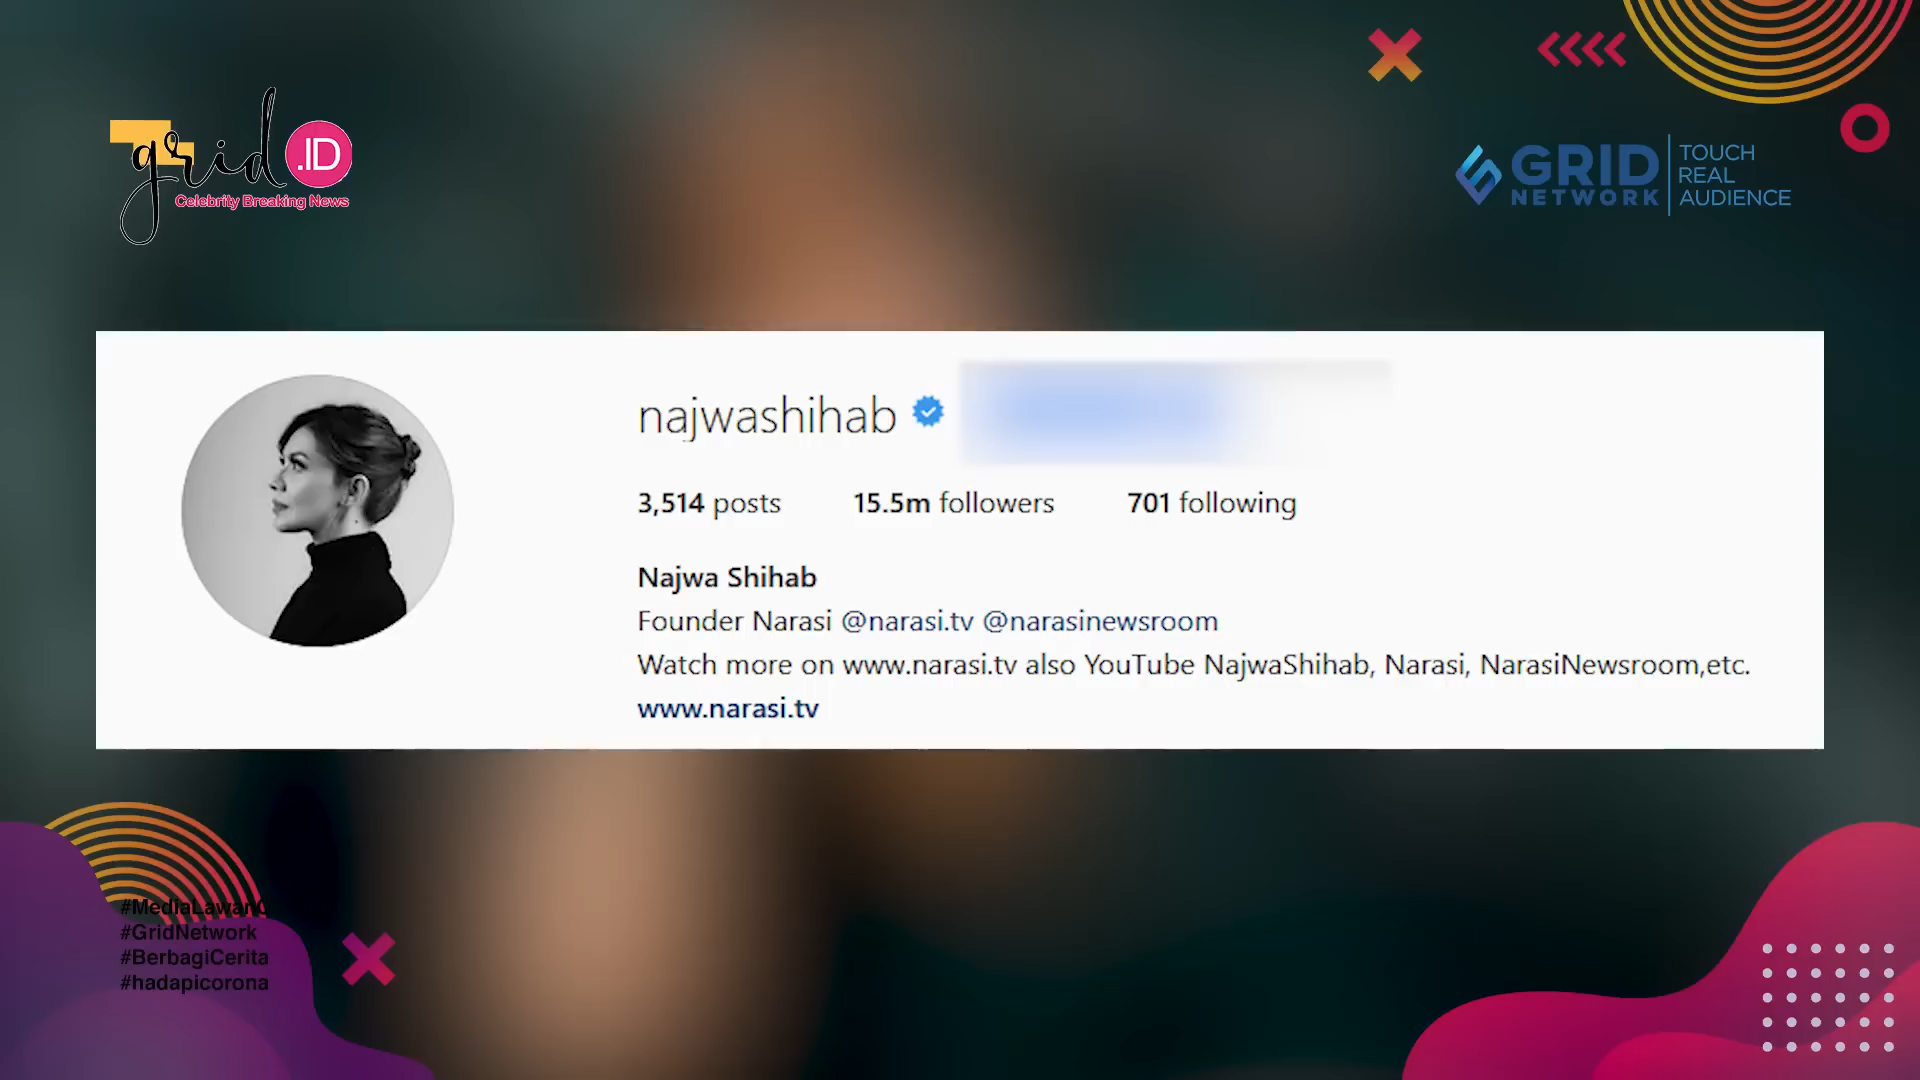 grid .ID
Celebrity Breaking News
GRID
NETWORK
TOUCH
REAL
AUDIENCE
najwashihab
3,514 posts 15.5m followers 701 following
Najwa Shihab
Founder Narasi @narasi.tv @narasinewsroom
Watch more on www.narasi.tv also YouTube NajwaShihab, Narasi, NarasiNewsroom,etc.
www.narasi.tv
#MediaLawanC
#GridNetwork
#BerbagiCerita
#hadapicorona